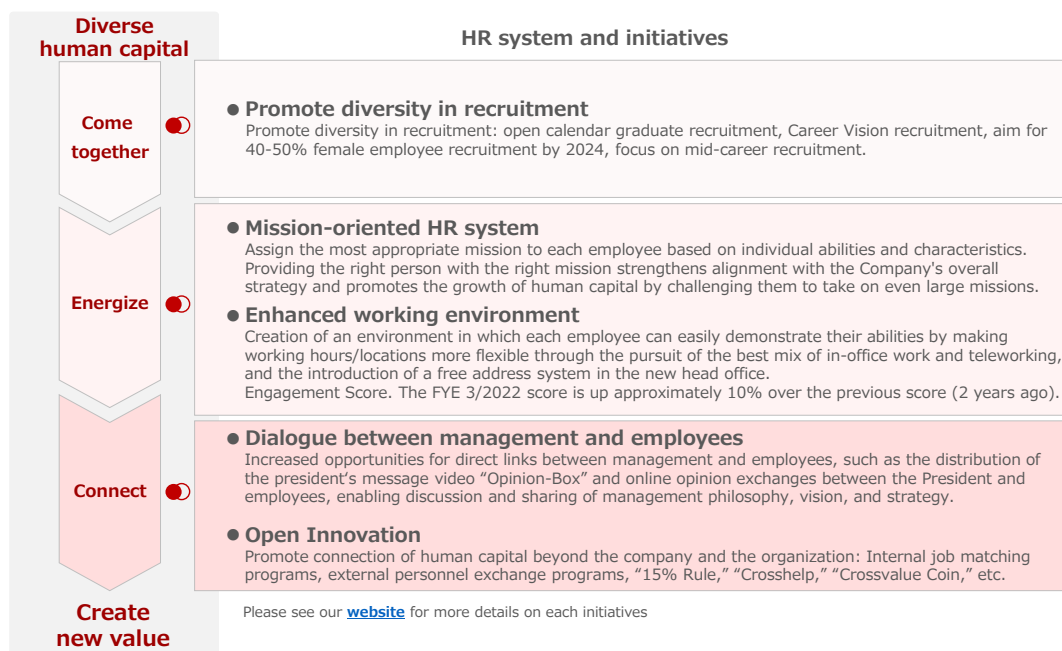 Diverse
human capital
HR system and initiatives
Come
together
● Promote diversity in recruitment
Promote diversity in recruitment: open calendar graduate recruitment, Career Vision recruitment, aim for
40-50% female employee recruitment by 2024, focus on mid-career recruitment.
Energize
● Mission-oriented HR system
Assign the most appropriate mission to each employee based on individual abilities and characteristics.
Providing the right person with the right mission strengthens alignment with the Company's overall
strategy and promotes the growth of human capital by challenging them to take on even large missions.
● Enhanced working environment
Creation of an environment in which each employee can easily demonstrate their abilities by making
working hours/locations more flexible through the pursuit of the best mix of in-office work and teleworking,
and the introduction of a free address system in the new head office.
Engagement Score. The FYE 3/2022 score is up approximately 10% over the previous score (2 years ago).
Connect
● Dialogue between management and employees
Increased opportunities for direct links between management and employees, such as the distribution of
the president's message video “Opinion-Box” and online opinion exchanges between the President and
employees, enabling discussion and sharing of management philosophy, vision, and strategy.
● Open Innovation
Promote connection of human capital beyond the company and the organization: Internal job matching
programs, external personnel exchange programs, “15% Rule,” “Crosshelp,” “Crossvalue Coin,” etc.
Create
new value
Please see our website for more details on each initiatives